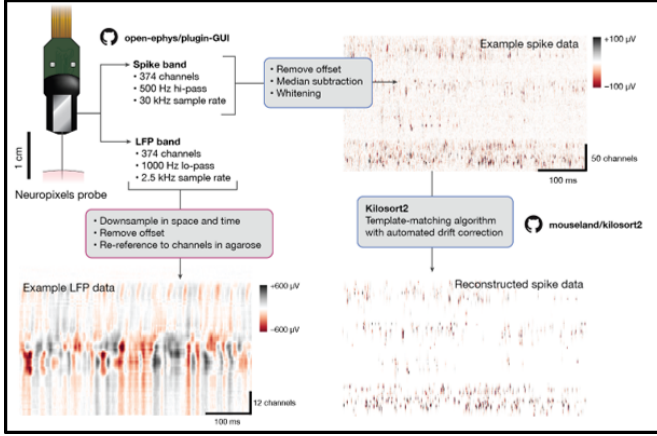 open-ephys/plugin-GUI
Spike band
• 374 channels
• 500 Hz hi-pass
• 30 kHz sample rate
• Remove offset
• Median subtraction
• Whitening
Example spike data
+100 µV
−100 µV
50 channels
100 ms
1 cm
Neuropixels probe
LFP band
• 374 channels
• 1000 Hz lo-pass
• 2.5 kHz sample rate
• Downsample in space and time
• Remove offset
• Re-reference to channels in agarose
Kilosort2
Template-matching algorithm
with automated drift correction
mouseland/kilosort2
Example LFP data
+600 µV
−600 µV
12 channels
100 ms
Reconstructed spike data